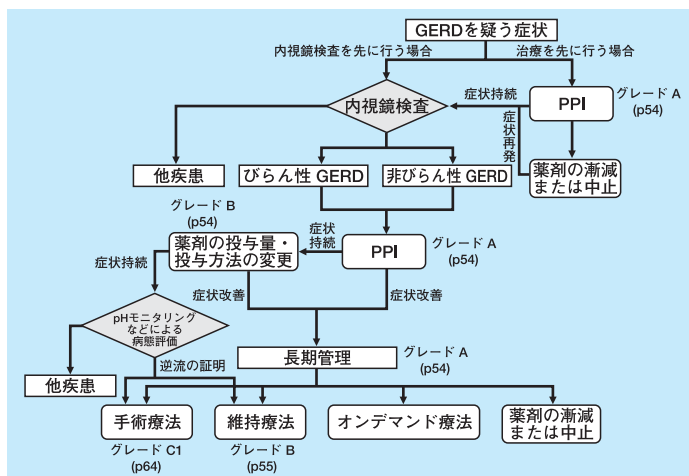 GERDを疑う症状
内視鏡検査を先に行う場合
治療を先に行う場合
内視鏡検査
症状持続
PPI
グレード A
(p54)
症状再発
他疾患
びらん性 GERD
非びらん性 GERD
薬剤の漸減
または中止
グレード B
(p54)
薬剤の投与量・
投与方法の変更
症状
持続
PPI
グレード A
(p54)
症状持続
症状改善
症状改善
pHモニタリング
などによる
病態評価
他疾患
逆流の証明
長期管理
グレード A
(p54)
手術療法
維持療法
オンデマンド療法
薬剤の漸減
または中止
グレード C1
(p64)
グレード B
(p55)